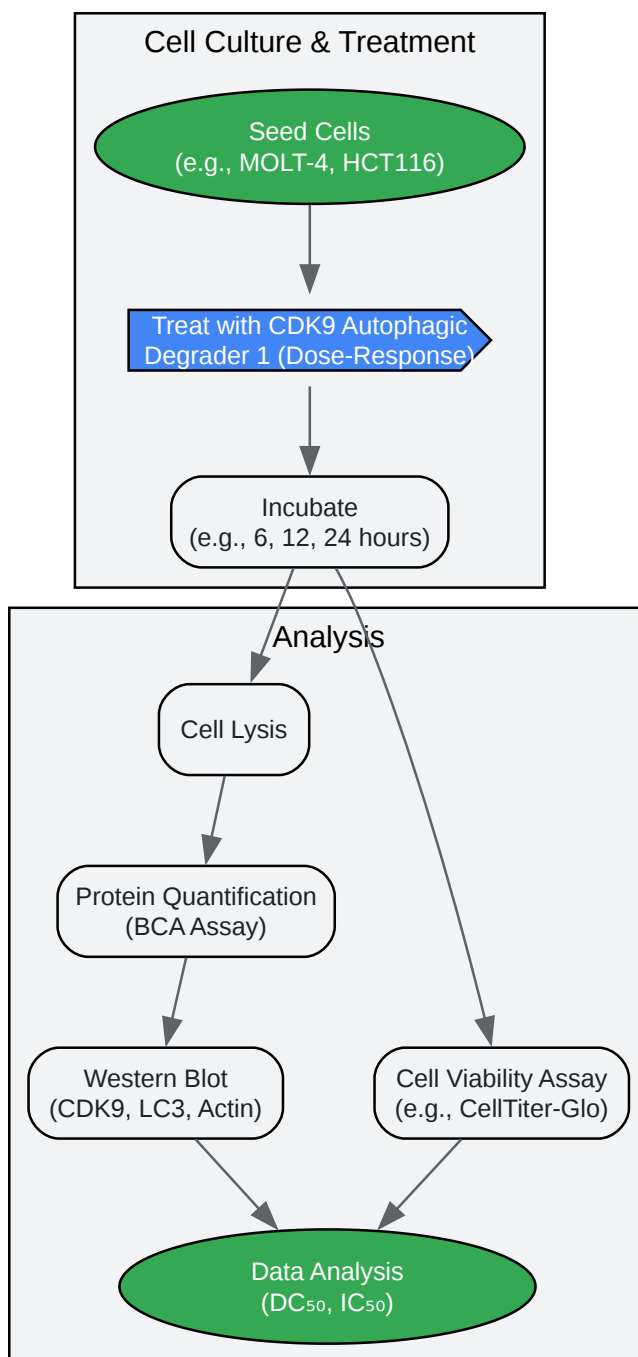 Cell Culture & Treatment
Seed Cells
(e.g., MOLT-4, HCT116)
Treat with CDK9 Autophagic
Degrader 1 (Dose-Response)
Incubate
(e.g., 6, 12, 24 hours)
Analysis
Cell Lysis
Protein Quantification
(BCA Assay)
Western Blot
(CDK9, LC3, Actin)
Cell Viability Assay
(e.g., CellTiter-Glo)
Data Analysis
(DC₅₀, IC₅₀)